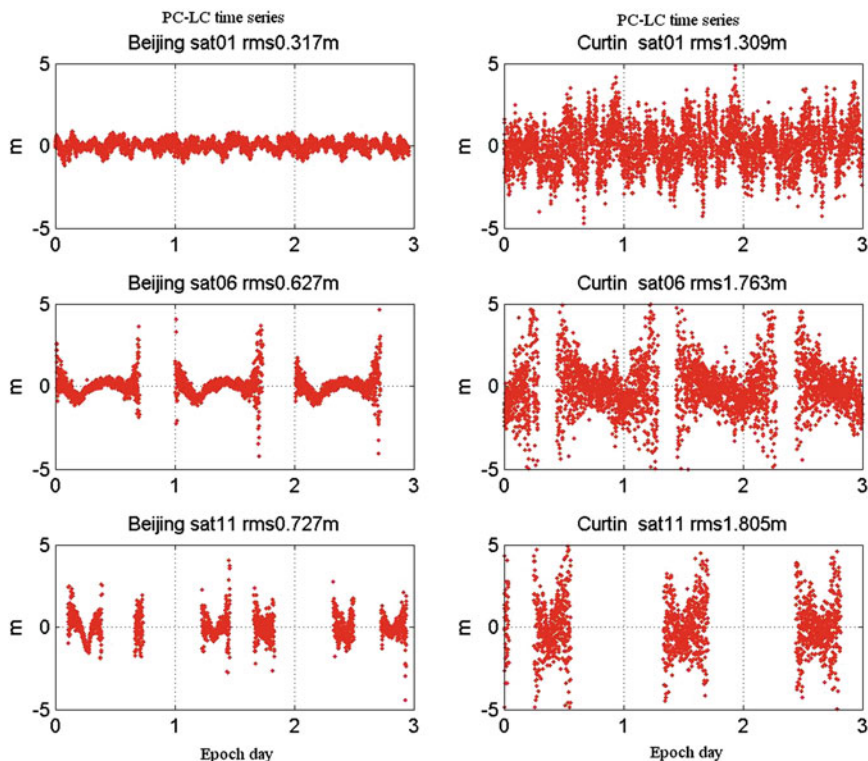 PC-LC time series
Beijing sat01 rms0.317m
5
0
-5
m
0 1 2 3
PC-LC time series
Curtin sat01 rms1.309m
5
0
-5
m
0 1 2 3
Beijing sat06 rms0.627m
5
0
-5
m
0 1 2 3
Curtin sat06 rms1.763m
5
0
-5
m
0 1 2 3
Beijing sat11 rms0.727m
5
0
-5
m
0 1 2 3
Epoch day
Curtin sat11 rms1.805m
5
0
-5
m
0 1 2 3
Epoch day